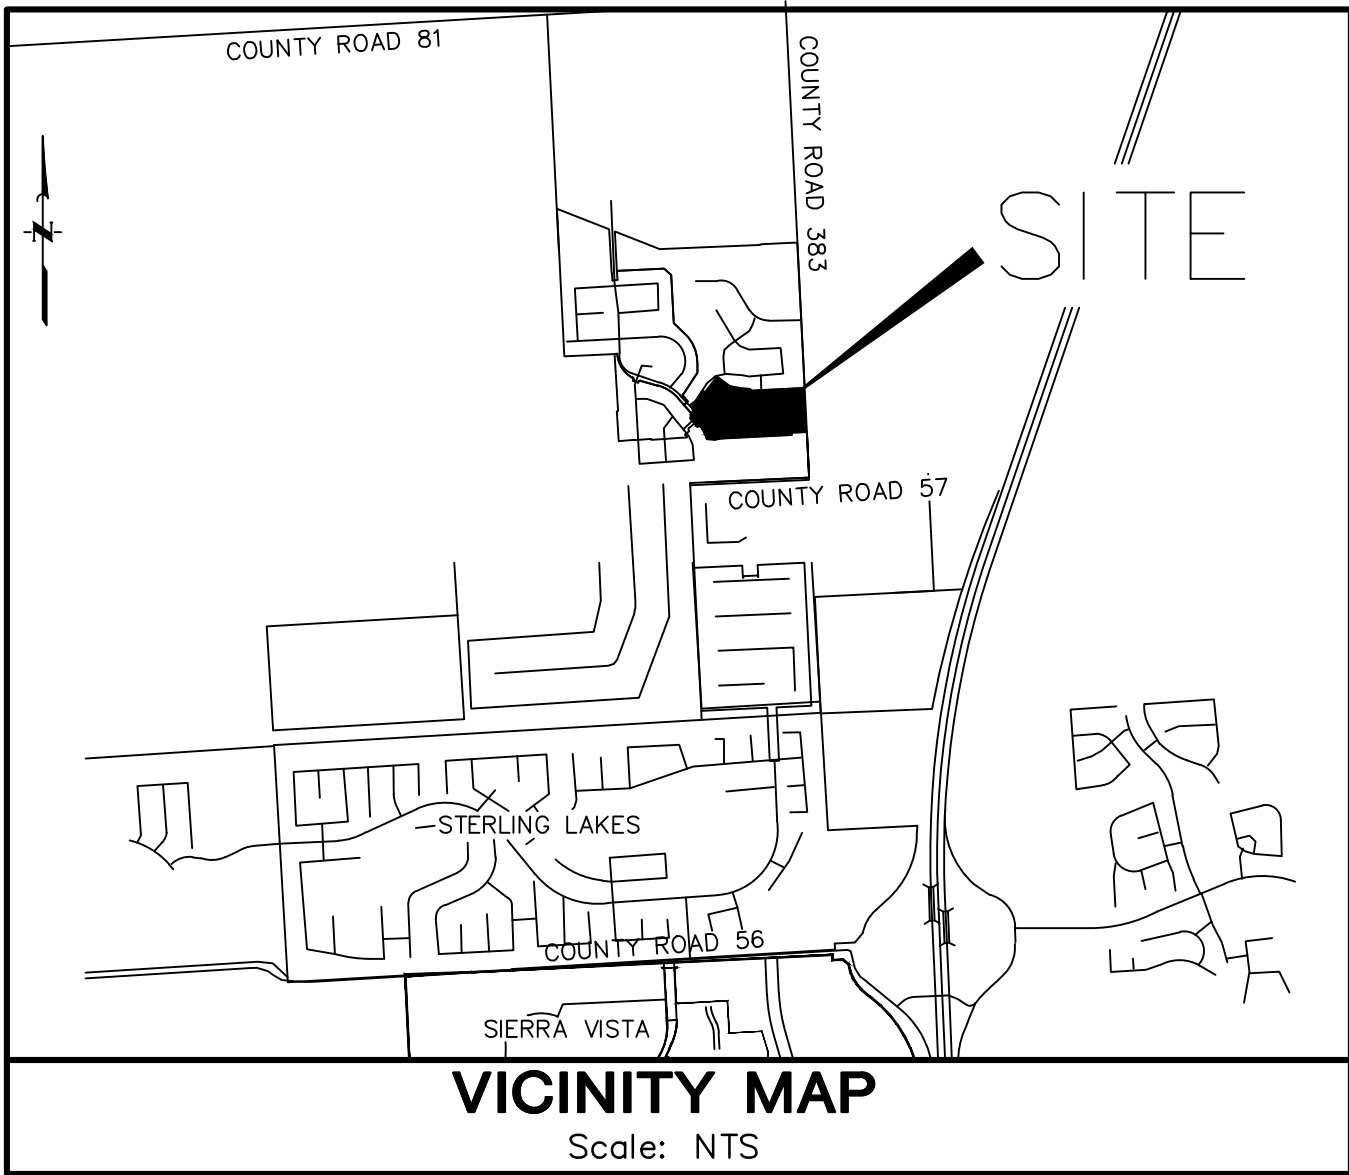 COUNTY ROAD 81
COUNTY ROAD 383
N
SITE
COUNTY ROAD 57
STERLING LAKES
COUNTY ROAD 56
SIERRA VISTA
VICINITY MAP
Scale: NTS